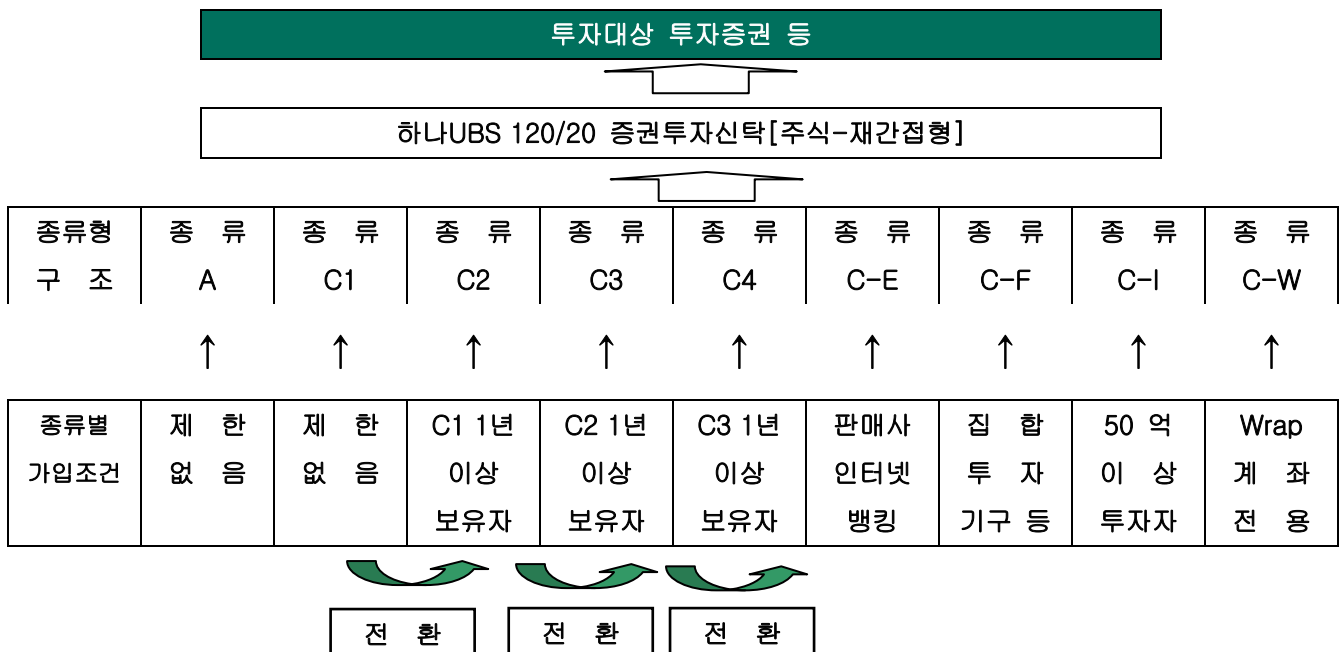 투자대상 투자증권 등
하나UBS 120/20 증권투자신탁[주식-재간접형]
종류형 종 류 종 류 종 류 종 류 종 류 종 류 종 류 종 류 종 류
구 조 A C1 C2 C3 C4 C-E C-F C-I C-W
↑ ↑ ↑ ↑ ↑ ↑ ↑ ↑ ↑
종류별 제 한 제 한 C1 1년 C2 1년 C3 1년 판매사 집 합 50 억 Wrap
가입조건 없 음 없 음 이상 이상 이상 인터넷 투 자 이 상 계 좌
보유자 보유자 보유자 뱅킹 기구 등 투자자 전 용
전 환 전 환 전 환